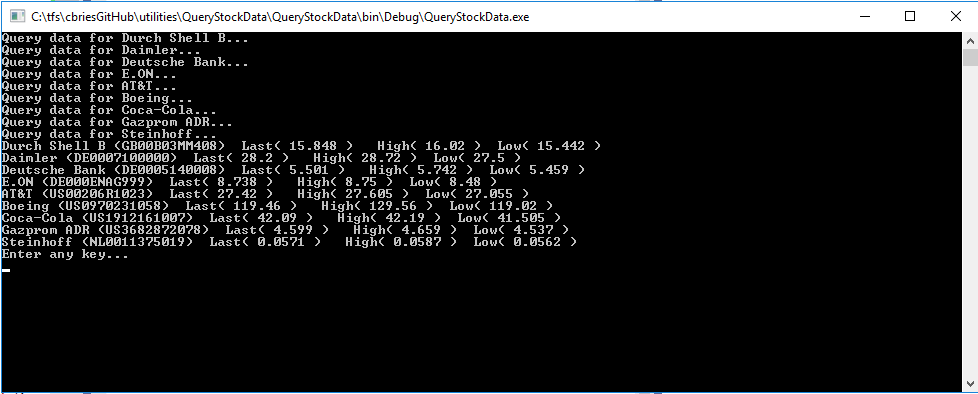 C:\tfs\cbriesGitHub\utilities\QueryStockData\QueryStockData\bin\Debug\QueryStockData.exe
Query data for Durch Shell B...
Query data for Daimler...
Query data for Deutsche Bank...
Query data for E.ON...
Query data for AT&T...
Query data for Boeing...
Query data for Coca-Cola...
Query data for Gazprom ADR...
Query data for Steinhoff...
Durch Shell B (GB00B03MM408)  Last( 15.848 )   High( 16.02 )  Low( 15.442 )
Daimler (DE0007100000)  Last( 28.2 )   High( 28.72 )  Low( 27.5 )
Deutsche Bank (DE0005140008)  Last( 5.501 )   High( 5.742 )  Low( 5.459 )
E.ON (DE000ENAG999)  Last( 8.738 )   High( 8.75 )  Low( 8.48 )
AT&T (US00206R1023)  Last( 27.42 )   High( 27.605 )  Low( 27.055 )
Boeing (US0970231058)  Last( 119.46 )   High( 129.56 )  Low( 119.02 )
Coca-Cola (US1912161007)  Last( 42.09 )   High( 42.19 )  Low( 41.505 )
Gazprom ADR (US3682872078)  Last( 4.599 )   High( 4.659 )  Low( 4.537 )
Steinhoff (NL0011375019)  Last( 0.0571 )   High( 0.0587 )  Low( 0.0562 )
Enter any key...